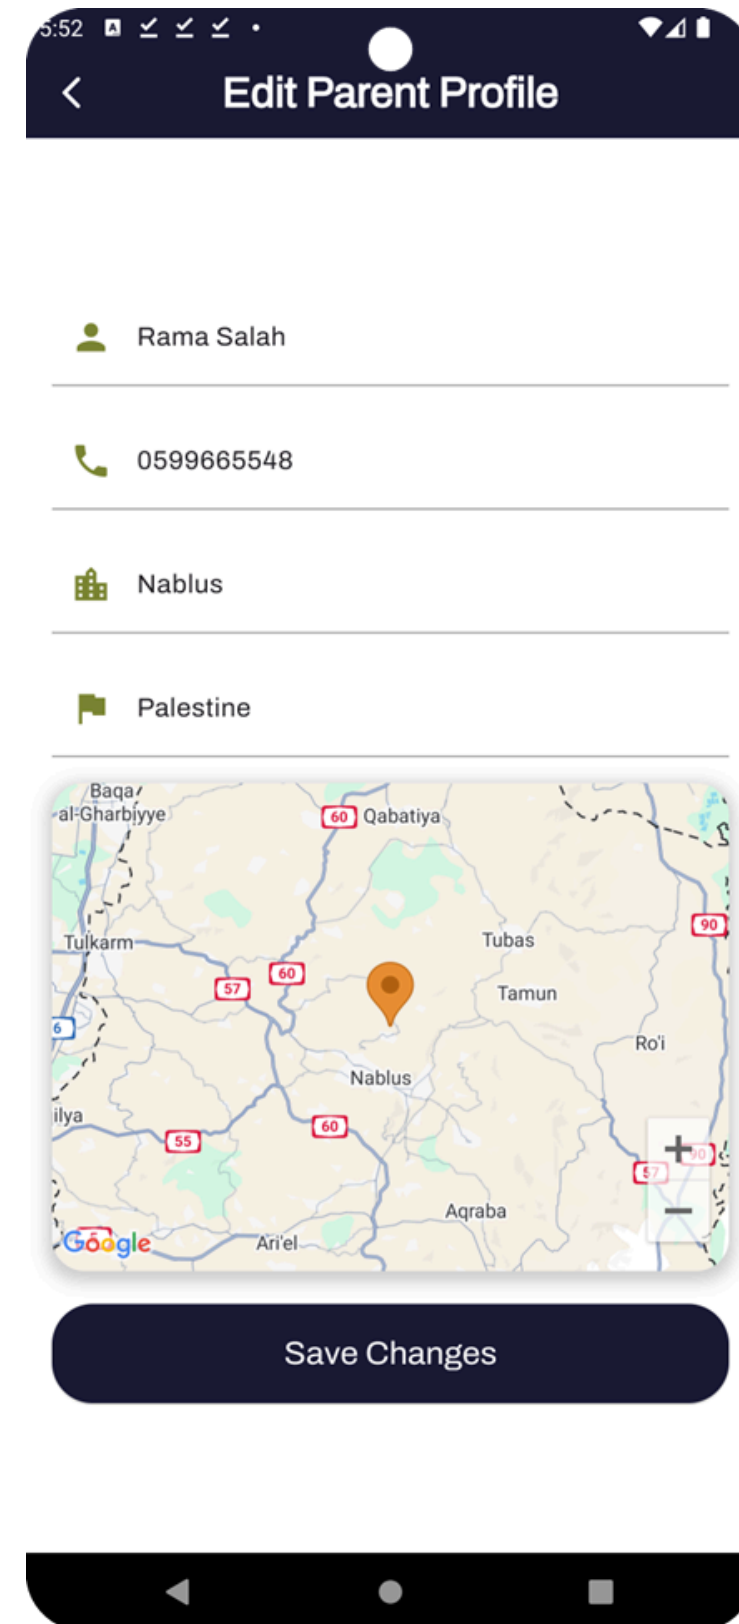 5:52
Edit Parent Profile
Rama Salah
0599665548
Nablus
Palestine
Baqa
al-Gharbiyye
60
Qabatiya
90
Tulkarm
Tubas
60
57
Tamun
6
Ro'i
Nablus
ilya
60
55
90
57
Aqraba
Google
Ari'el
Save Changes